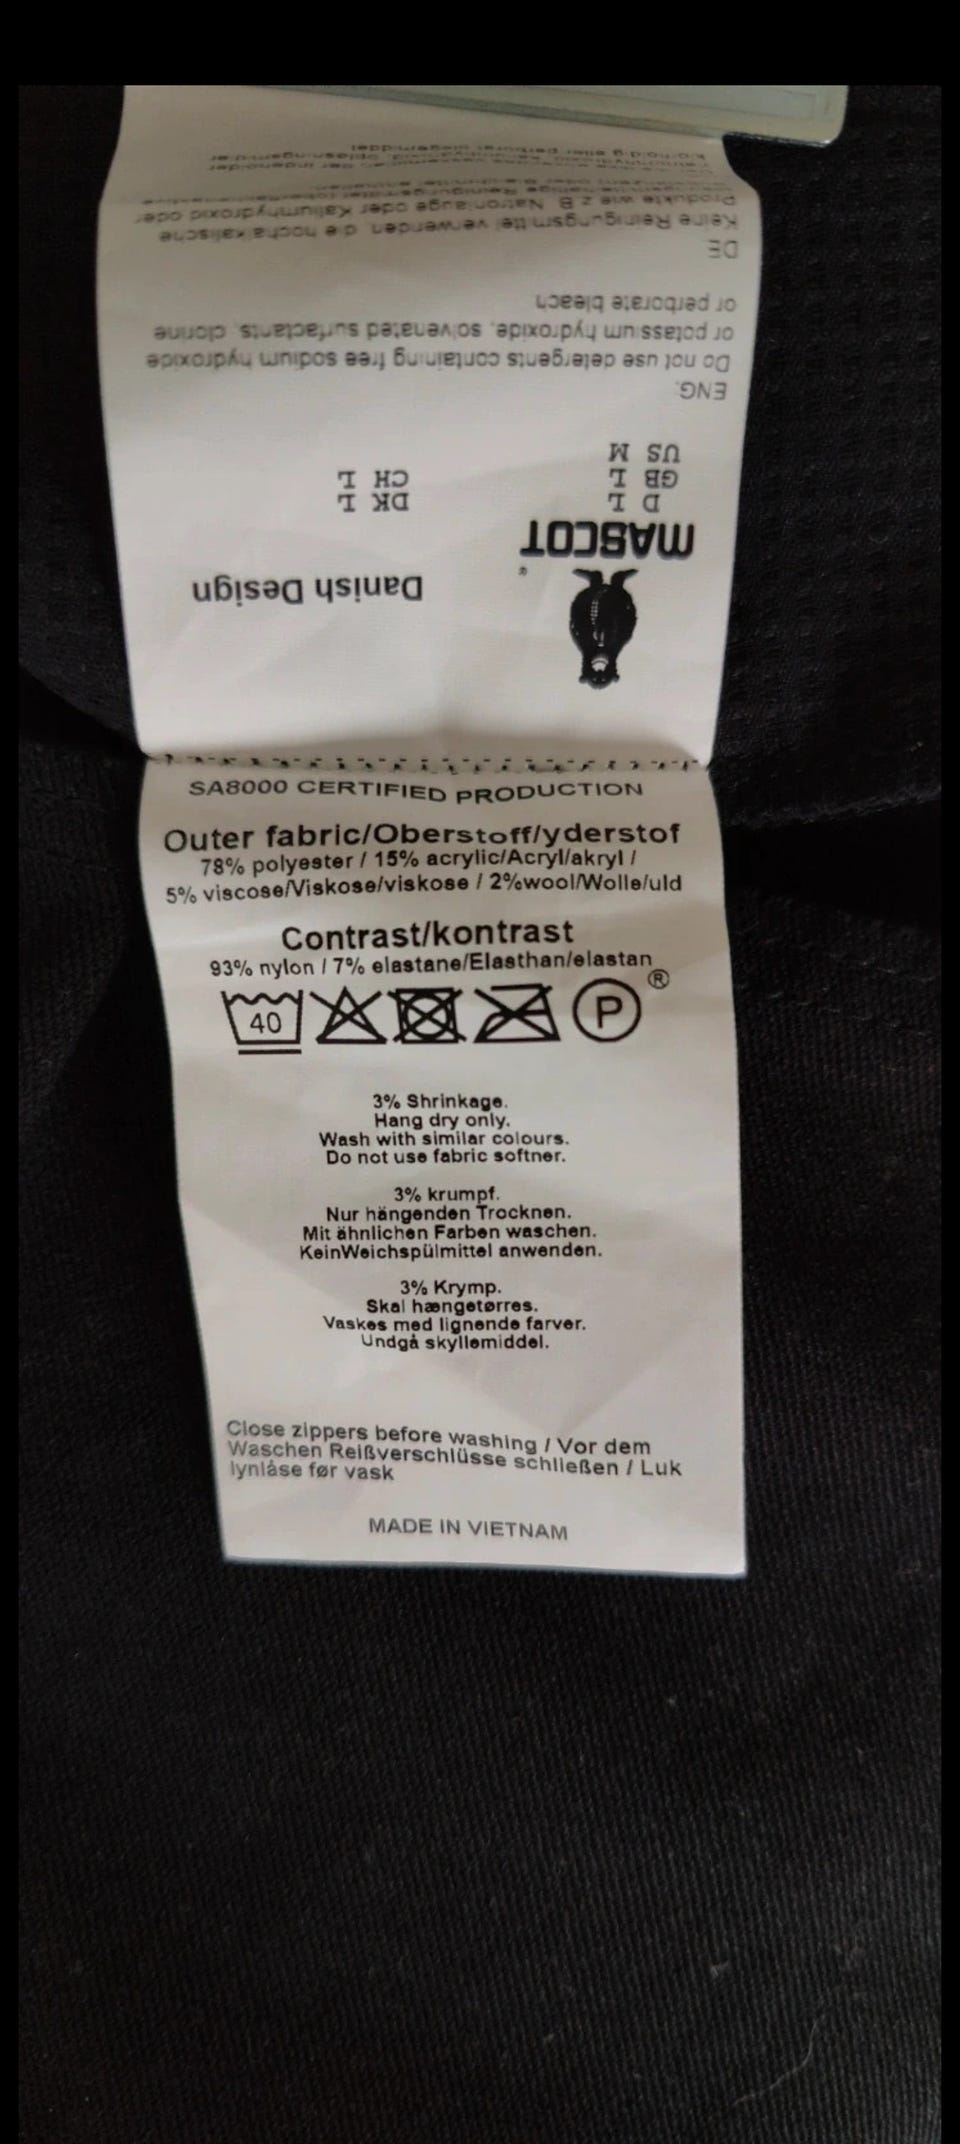 SA8000 CERTIFIED PRODUCTION
Outer fabric/Oberstoff/yderstof
78% polyester / 15% acrylic/Acryl/akryl /
5% viscose/Viskose/viskose / 2%wool/Wolle/uld
Contrast/kontrast
93% nylon / 7% elastane/Elasthan/elastan
40 P ®
3% Shrinkage.
Hang dry only.
Wash with similar colours.
Do not use fabric softner.
3% krumpf.
Nur hängenden Trocknen.
Mit ähnlichen Farben waschen.
KeinWeichspülmittel anwenden.
3% Krymp.
Skal hængetørres.
Vaskes med lignende farver.
Undgå skyllemiddel.
Close zippers before washing / Vor dem
Waschen Reißverschlüsse schließen / Luk
lynlåse før vask
MADE IN VIETNAM
Danish Design
MASCOT
D L DK L
GB L CH L
US M
ENG:
Do not use detergents containing free sodium hydroxide
or potassium hydroxide, solvenated surfactants, clorine
or perborate bleach
DE
Keine Reinigungsmittel verwenden, die hochalkalische
Produkte wie z.B. Natronlauge oder Kaliumhydroxid oder